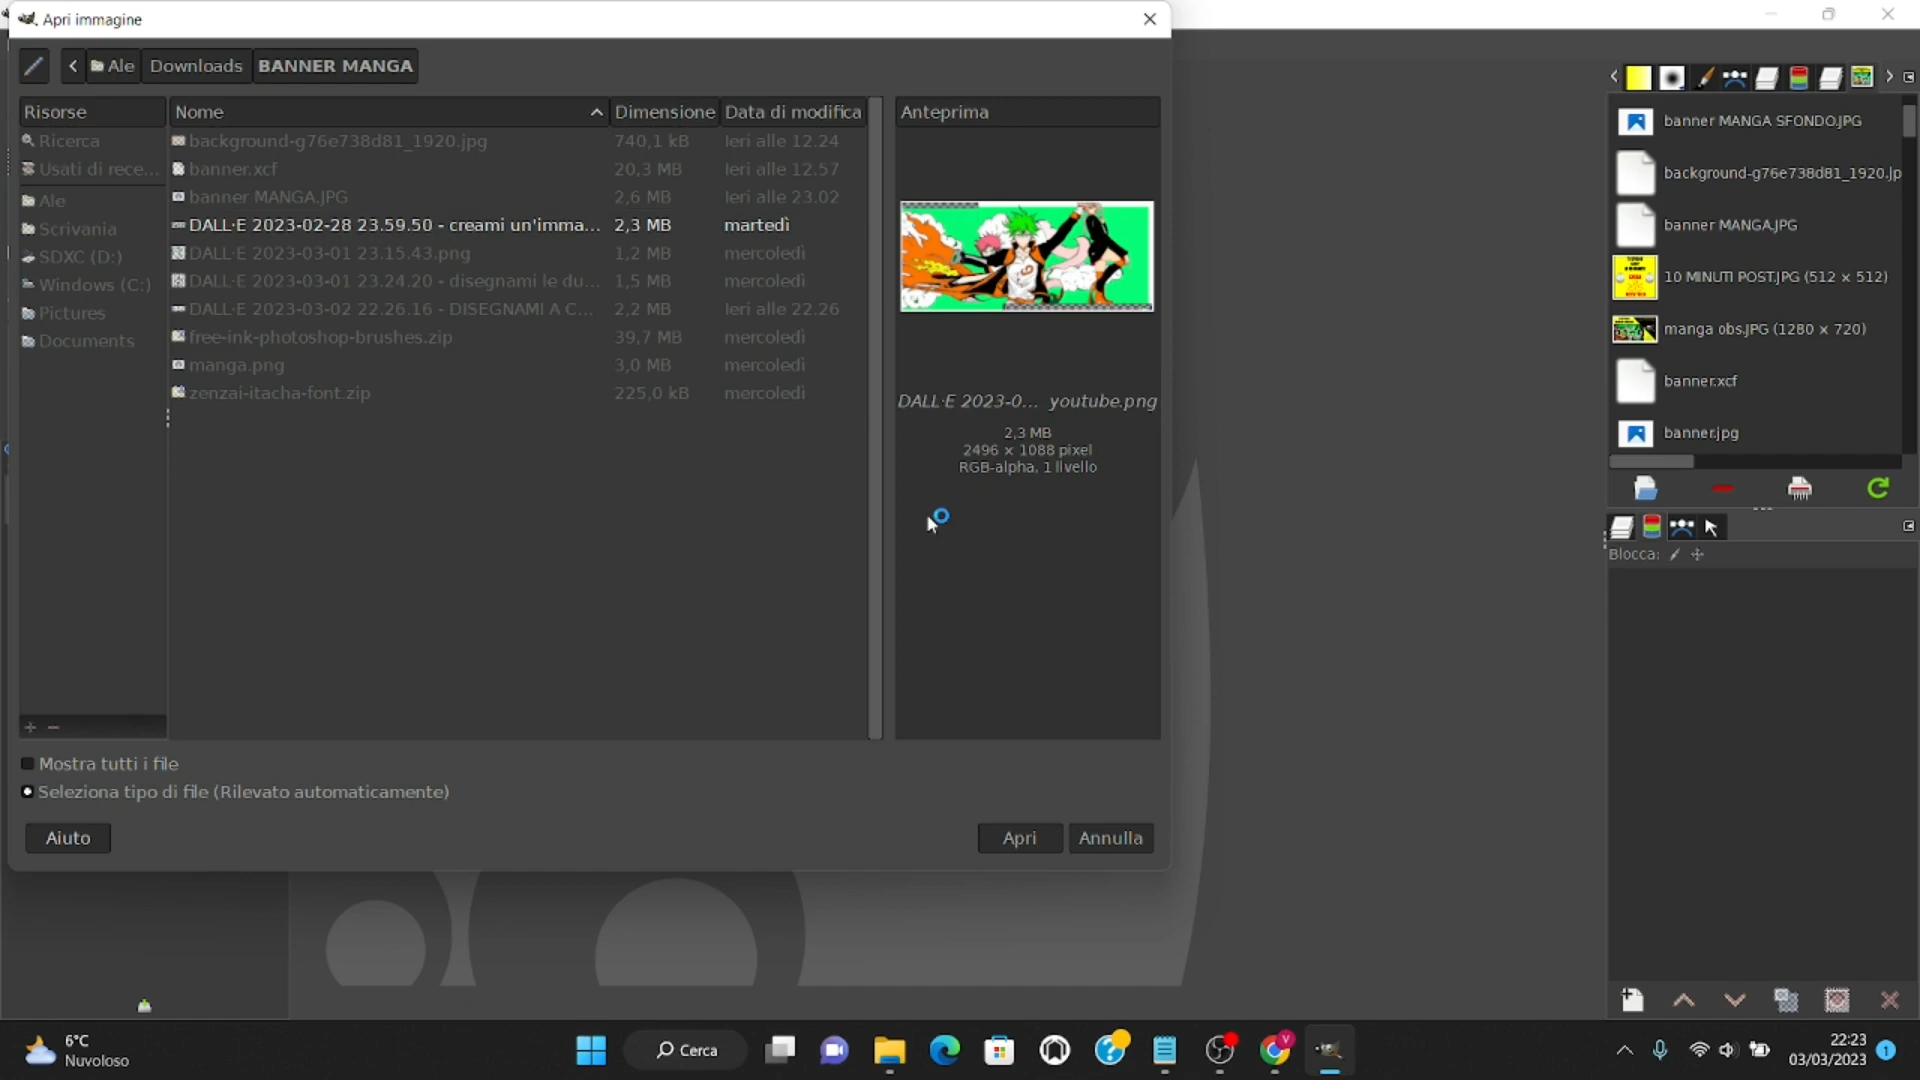 Apri immagine
Ale Downloads BANNER MANGA
Risorse
Ricerca
Usati di rece...
Ale
Scrivania
SDXC (D:)
Windows (C:)
Pictures
Documents
Nome Dimensione Data di modifica
background-g76e738d81_1920.jpg 740,1 kB Ieri alle 12.24
banner.xcf 20,3 MB Ieri alle 12.57
banner MANGA.JPG 2,6 MB Ieri alle 23.02
DALL·E 2023-02-28 23.59.50 - creami un'imma... 2,3 MB martedì
DALL·E 2023-03-01 23.15.43.png 1,2 MB mercoledì
DALL·E 2023-03-01 23.24.20 - disegnami le du... 1,5 MB mercoledì
DALL·E 2023-03-02 22.26.16 - DISEGNAMI A C... 2,2 MB Ieri alle 22.26
free-ink-photoshop-brushes.zip 39,7 MB mercoledì
manga.png 3,0 MB mercoledì
zenzai-itacha-font.zip 225,0 kB mercoledì
Anteprima
DALL·E 2023-0... youtube.png
2,3 MB
2496 × 1088 pixel
RGB-alpha, 1 livello
Mostra tutti i file
Seleziona tipo di file (Rilevato automaticamente)
Aiuto Apri Annulla
banner MANGA SFONDO.JPG
background-g76e738d81_1920.jp
banner MANGA.JPG
10 MINUTI POST.JPG (512 × 512)
manga obs.JPG (1280 × 720)
banner.xcf
banner.jpg
Blocca:
6°C
Nuvoloso
Cerca
22:23
03/03/2023
1